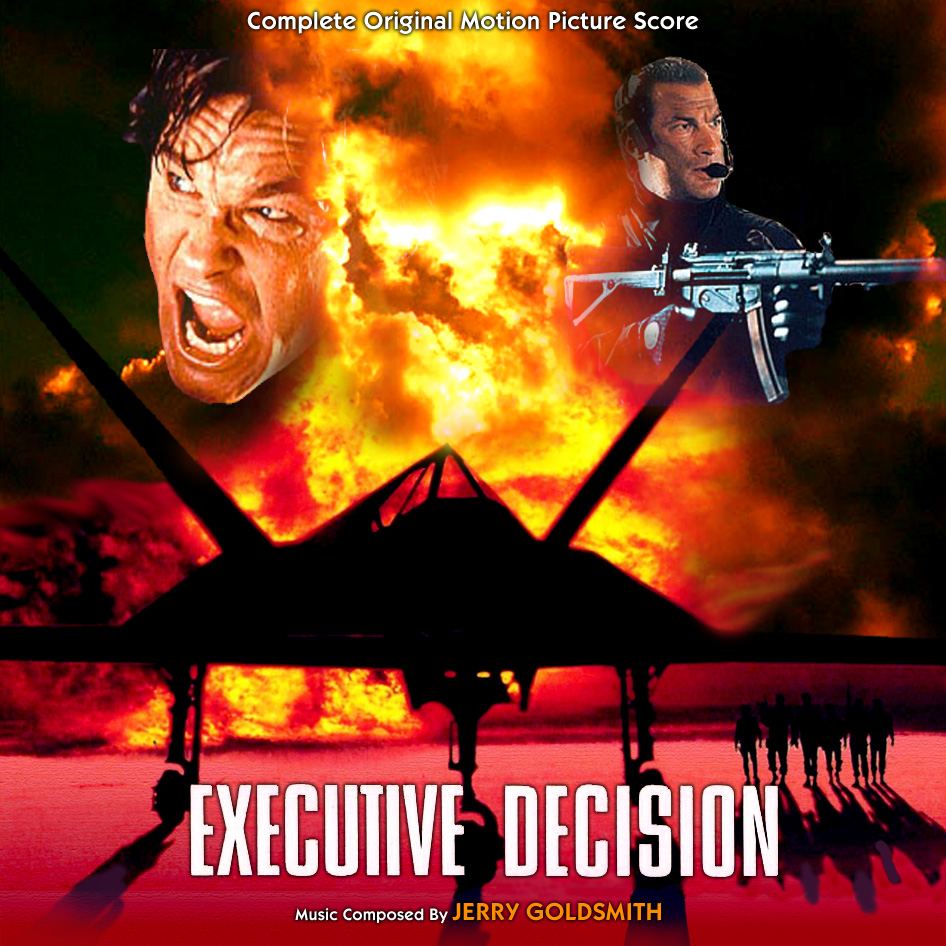 Complete Original Motion Picture Score
EXECUTIVE DECISION
Music Composed By JERRY GOLDSMITH